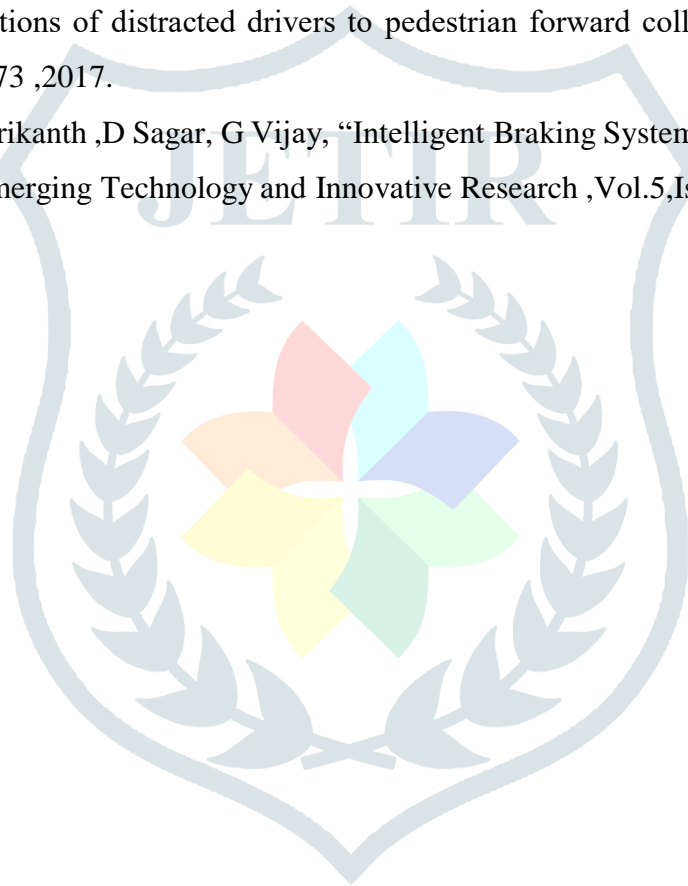 tions of distracted drivers to pedestrian forward coll
73 ,2017.
rikanth ,D Sagar, G Vijay, “Intelligent Braking System
merging Technology and Innovative Research ,Vol.5,Is
JETIR